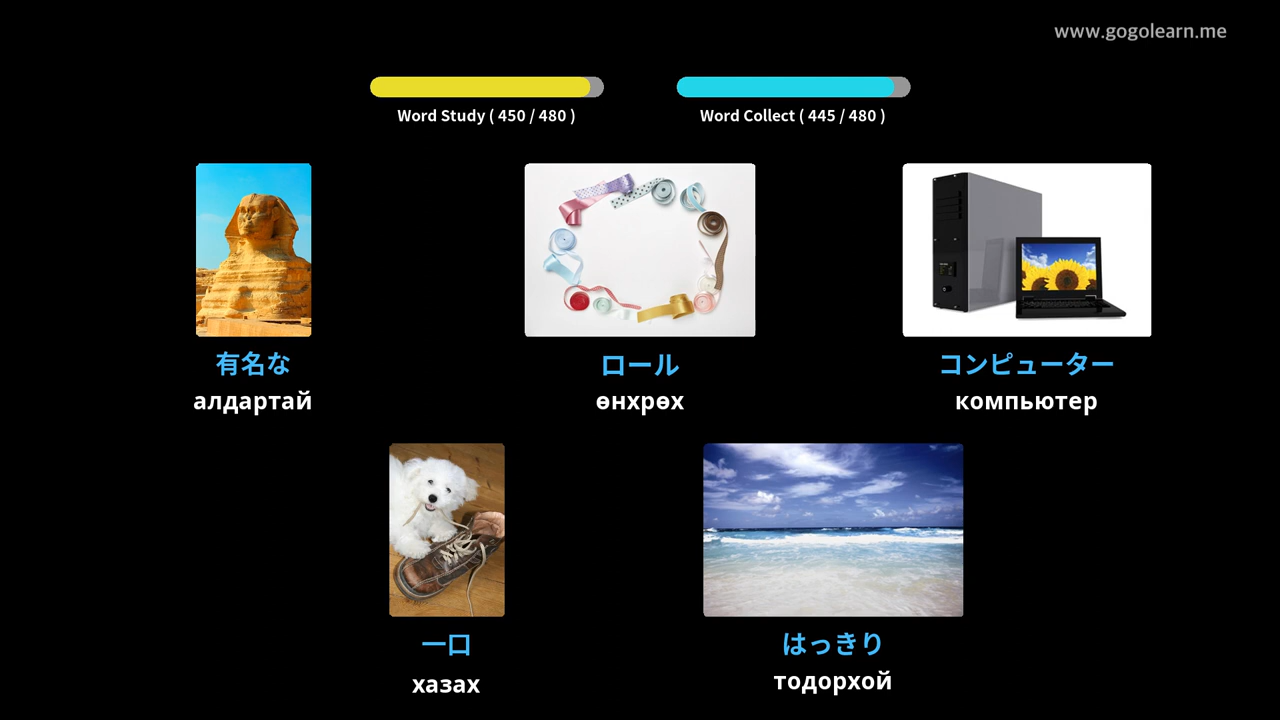 www.gogolearn.me
Word Study ( 450 / 480 )
Word Collect ( 445 / 480 )
有名な
алдартай
ロール
өнхрөх
コンピューター
компьютер
一口
хазах
はっきり
тодорхой